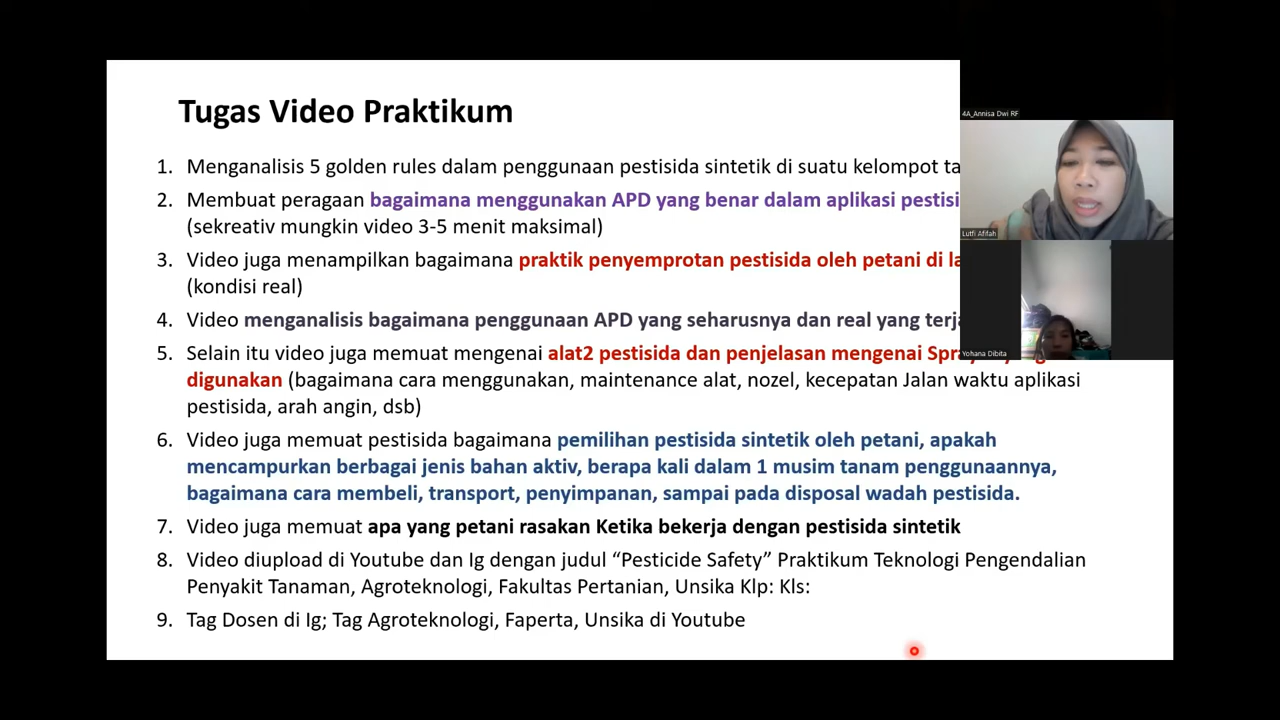 Tugas Video Praktikum
4A_Annisa Dwi RF
1. Menganalisis 5 golden rules dalam penggunaan pestisida sintetik di suatu kelompot ta
2. Membuat peragaan bagaimana menggunakan APD yang benar dalam aplikasi pestisi
(sekreativ mungkin video 3-5 menit maksimal)
Lutfi Afifah
3. Video juga menampilkan bagaimana praktik penyemprotan pestisida oleh petani di la
(kondisi real)
4. Video menganalisis bagaimana penggunaan APD yang seharusnya dan real yang terja
5. Selain itu video juga memuat mengenai alat2 pestisida dan penjelasan mengenai
Yohana Dibita
digunakan (bagaimana cara menggunakan, maintenance alat, nozel, kecepatan Jalan waktu aplikasi
pestisida, arah angin, dsb)
6. Video juga memuat pestisida bagaimana pemilihan pestisida sintetik oleh petani, apakah
mencampurkan berbagai jenis bahan aktiv, berapa kali dalam 1 musim tanam penggunaannya,
bagaimana cara membeli, transport, penyimpanan, sampai pada disposal wadah pestisida.
7. Video juga memuat apa yang petani rasakan Ketika bekerja dengan pestisida sintetik
8. Video diupload di Youtube dan Ig dengan judul “Pesticide Safety” Praktikum Teknologi Pengendalian
Penyakit Tanaman, Agroteknologi, Fakultas Pertanian, Unsika Klp: Kls:
9. Tag Dosen di Ig; Tag Agroteknologi, Faperta, Unsika di Youtube